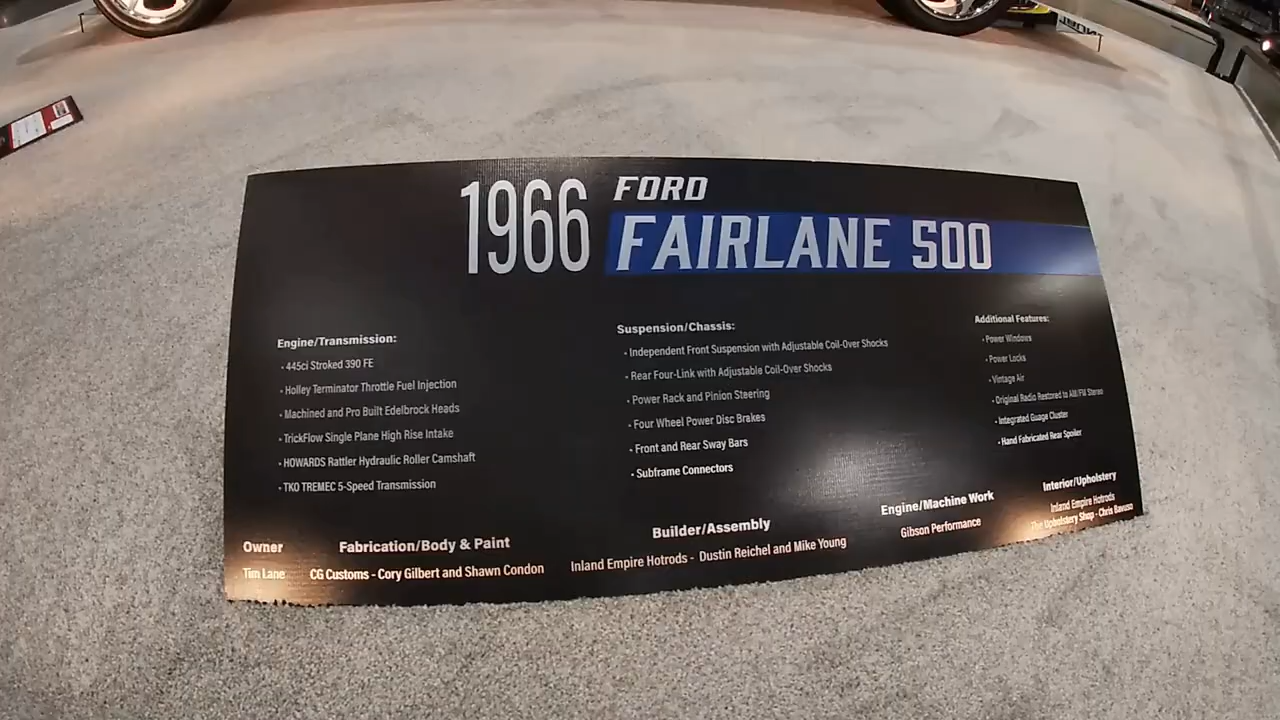 1966 FORD
FAIRLANE 500
Engine/Transmission:
• 445ci Stroked 390 FE
• Holley Terminator Throttle Fuel Injection
• Machined and Pro Built Edelbrock Heads
• TrickFlow Single Plane High Rise Intake
• HOWARDS Rattler Hydraulic Roller Camshaft
• TKO TREMEC 5-Speed Transmission
Suspension/Chassis:
• Independent Front Suspension with Adjustable Coil-Over Shocks
• Rear Four-Link with Adjustable Coil-Over Shocks
• Power Rack and Pinion Steering
• Four Wheel Power Disc Brakes
• Front and Rear Sway Bars
• Subframe Connectors
Additional Features:
• Power Windows
• Power Locks
• Vintage Air
• Original Radio Restored to AM/FM Stereo
• Integrated Guage Cluster
• Hand Fabricated Rear Spoiler
Owner
Tim Lane
Fabrication/Body & Paint
CG Customs - Cory Gilbert and Shawn Condon
Builder/Assembly
Inland Empire Hotrods - Dustin Reichel and Mike Young
Engine/Machine Work
Gibson Performance
Interior/Upholstery
Inland Empire Hotrods
The Upholstery Shop - Chris Bavuso